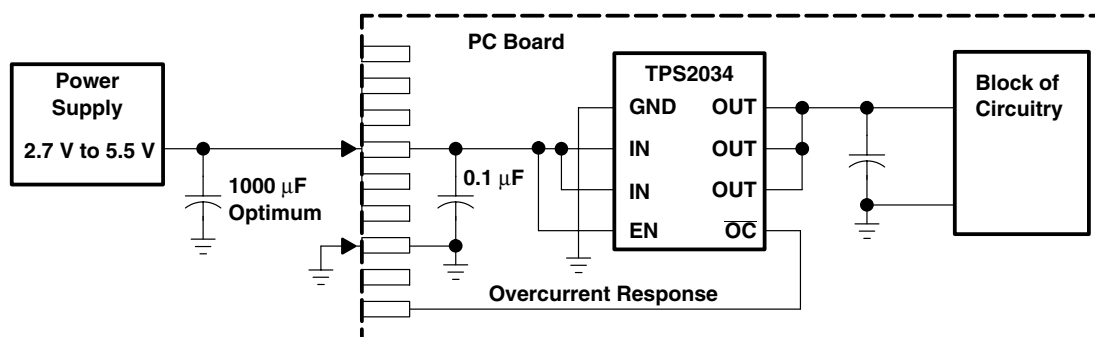 PC Board
Power
Supply
2.7 V to 5.5 V
1000 μF
Optimum
0.1 μF
TPS2034
GND OUT
IN OUT
IN OUT
EN O̅C̅
Block of
Circuitry
Overcurrent Response